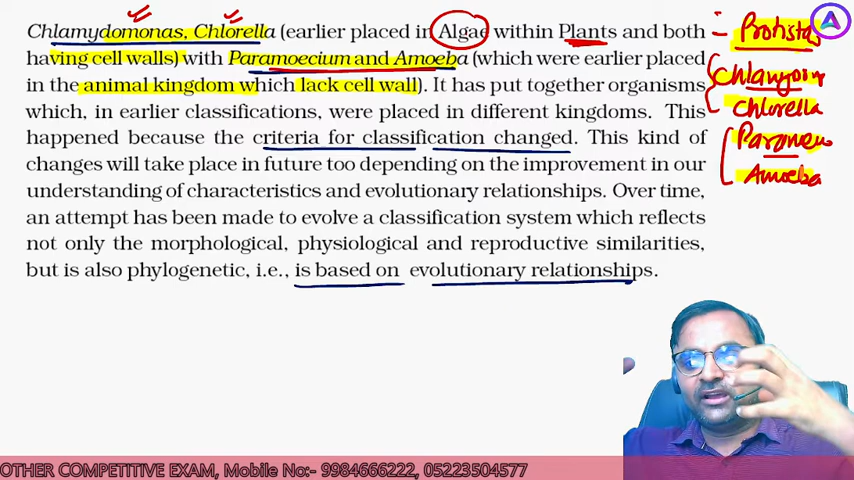 Chlamydomonas, Chlorella (earlier placed in Algae within Plants and both
having cell walls) with Paramoecium and Amoeba (which were earlier placed
in the animal kingdom which lack cell wall). It has put together organisms
which, in earlier classifications, were placed in different kingdoms. This
happened because the criteria for classification changed. This kind of
changes will take place in future too depending on the improvement in our
understanding of characteristics and evolutionary relationships. Over time,
an attempt has been made to evolve a classification system which reflects
not only the morphological, physiological and reproductive similarities,
but is also phylogenetic, i.e., is based on evolutionary relationships.
Protista
Chlorella
Amoeba
A
OTHER COMPETITIVE EXAM, Mobile No:- 9984666222, 05223504577